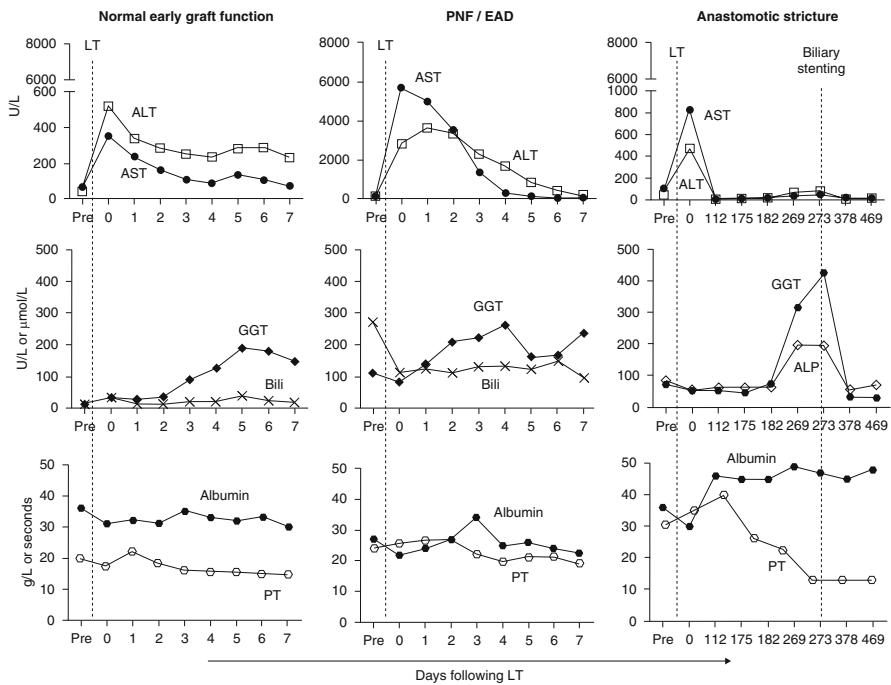 Normal early graft function
PNF / EAD
Anastomotic stricture
U/L
8000
6000
600
400
200
0
LT
ALT
AST
Pre 0 1 2 3 4 5 6 7
8000
6000
4000
2000
0
LT
AST
ALT
Pre 0 1 2 3 4 5 6 7
8000
6000
1000
800
600
400
200
0
LT
Biliary
stenting
AST
ALT
Pre 0 112 175 182 269 273 378 469
U/L or μmol/L
500
400
300
200
100
0
GGT
Bili
Pre 0 1 2 3 4 5 6 7
500
400
300
200
100
0
GGT
Bili
Pre 0 1 2 3 4 5 6 7
500
400
300
200
100
0
GGT
ALP
Pre 0 112 175 182 269 273 378 469
g/L or seconds
50
40
30
20
10
0
Albumin
PT
Pre 0 1 2 3 4 5 6 7
50
40
30
20
10
0
Albumin
PT
Pre 0 1 2 3 4 5 6 7
50
40
30
20
10
0
Albumin
PT
Pre 0 112 175 182 269 273 378 469
Days following LT